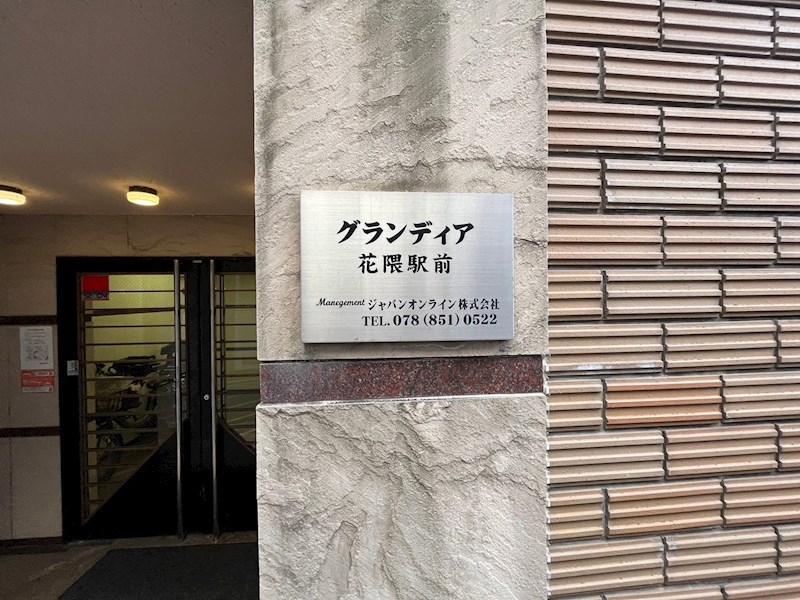 グランディア
花隈駅前
Manegement ジャパンオンライン株式会社
TEL. 078 (851) 0522